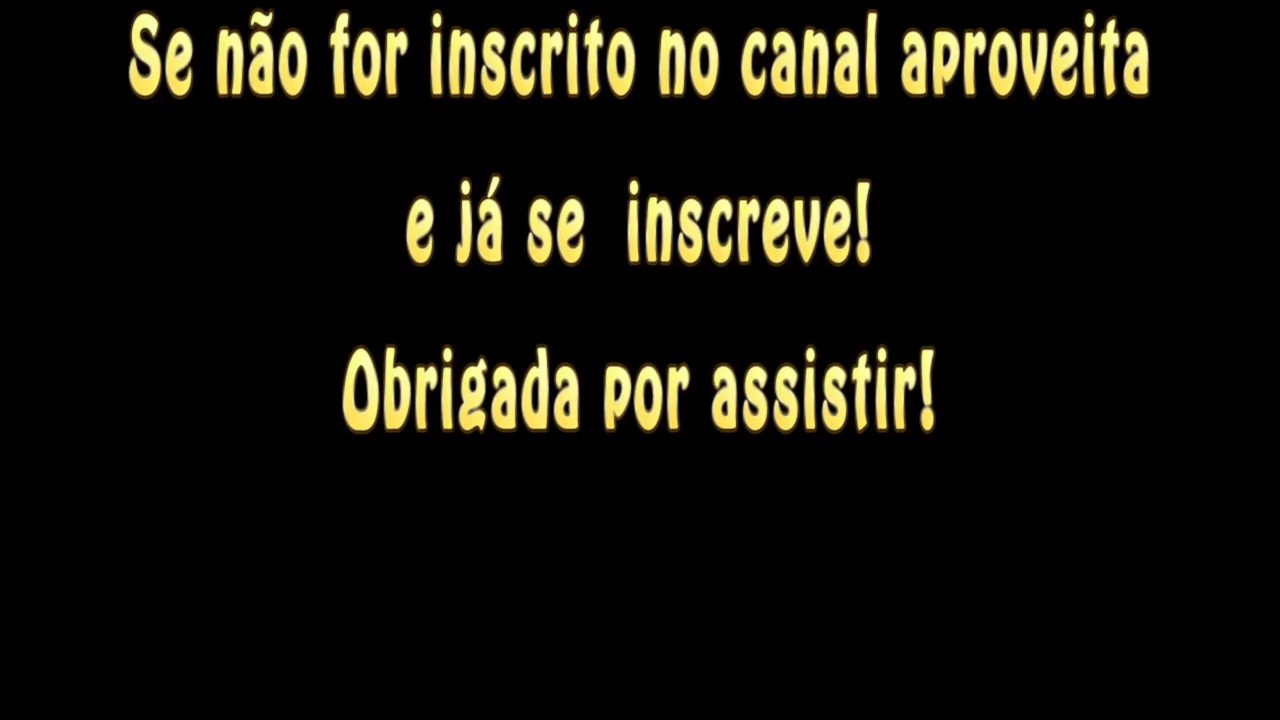 Se não for inscrito no canal aproveita
e já se inscreve!
Obrigada por assistir!